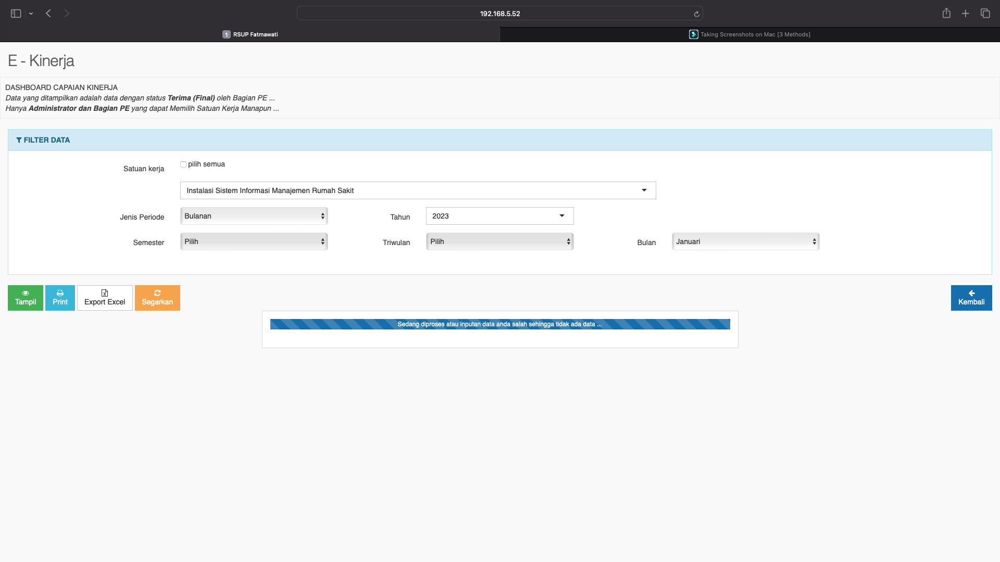 192.168.5.52
1 RSUP Fatmawati
Taking Screenshots on Mac [3 Methods]
E - Kinerja
DASHBOARD CAPAIAN KINERJA
Data yang ditampilkan adalah data dengan status Terima (Final) oleh Bagian PE ...
Hanya Administrator dan Bagian PE yang dapat Memilih Satuan Kerja Manapun ...
FILTER DATA
Satuan kerja
pilih semua
Instalasi Sistem Informasi Manajemen Rumah Sakit
Jenis Periode
Bulanan
Tahun
2023
Semester
Pilih
Triwulan
Pilih
Bulan
Januari
Tampil
Print
Export Excel
Segarkan
Kembali
Sedang diproses atau inputan data anda salah sehingga tidak ada data ...